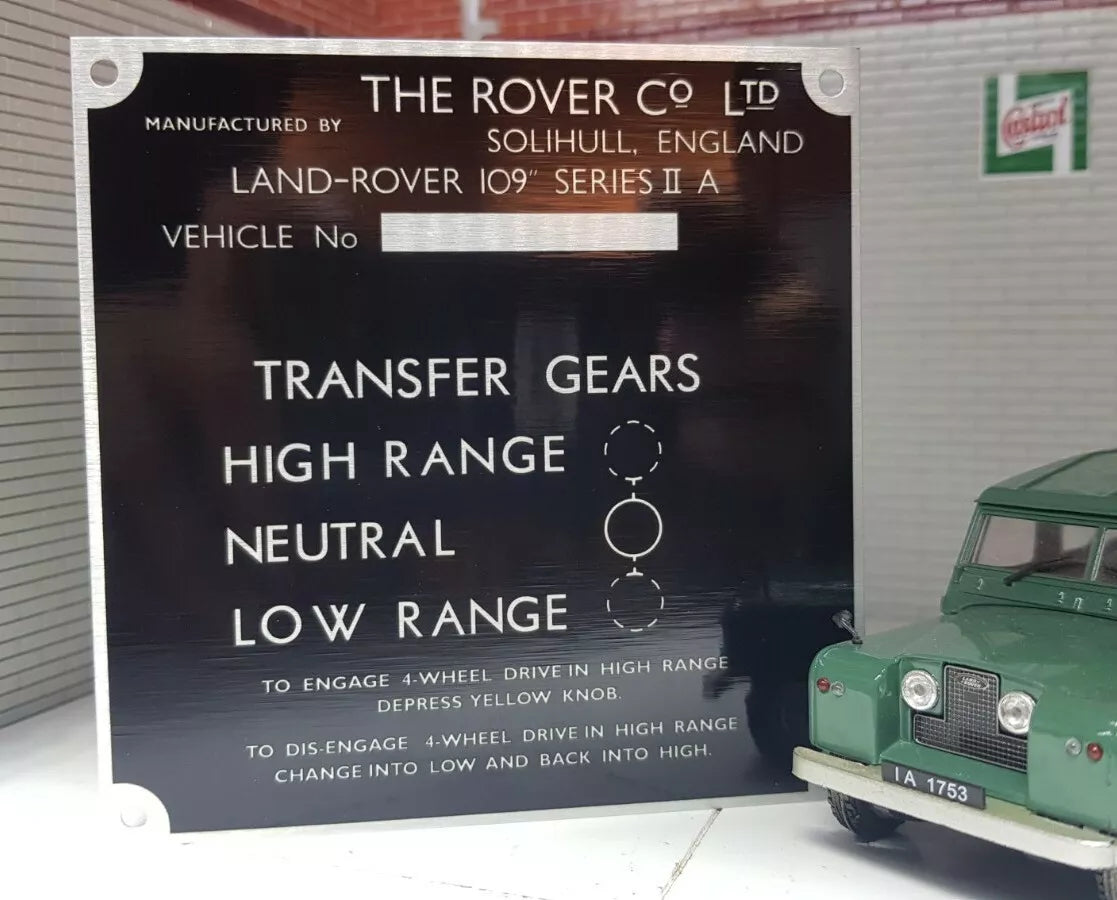 THE ROVER Cº LTD
MANUFACTURED BY
SOLIHULL, ENGLAND
LAND-ROVER 109" SERIES II A
VEHICLE No
TRANSFER GEARS
HIGH RANGE
NEUTRAL
LOW RANGE
TO ENGAGE 4-WHEEL DRIVE IN HIGH RANGE
DEPRESS YELLOW KNOB.
TO DIS-ENGAGE 4-WHEEL DRIVE IN HIGH RANGE
CHANGE INTO LOW AND BACK INTO HIGH.
Castrol
IA 1753